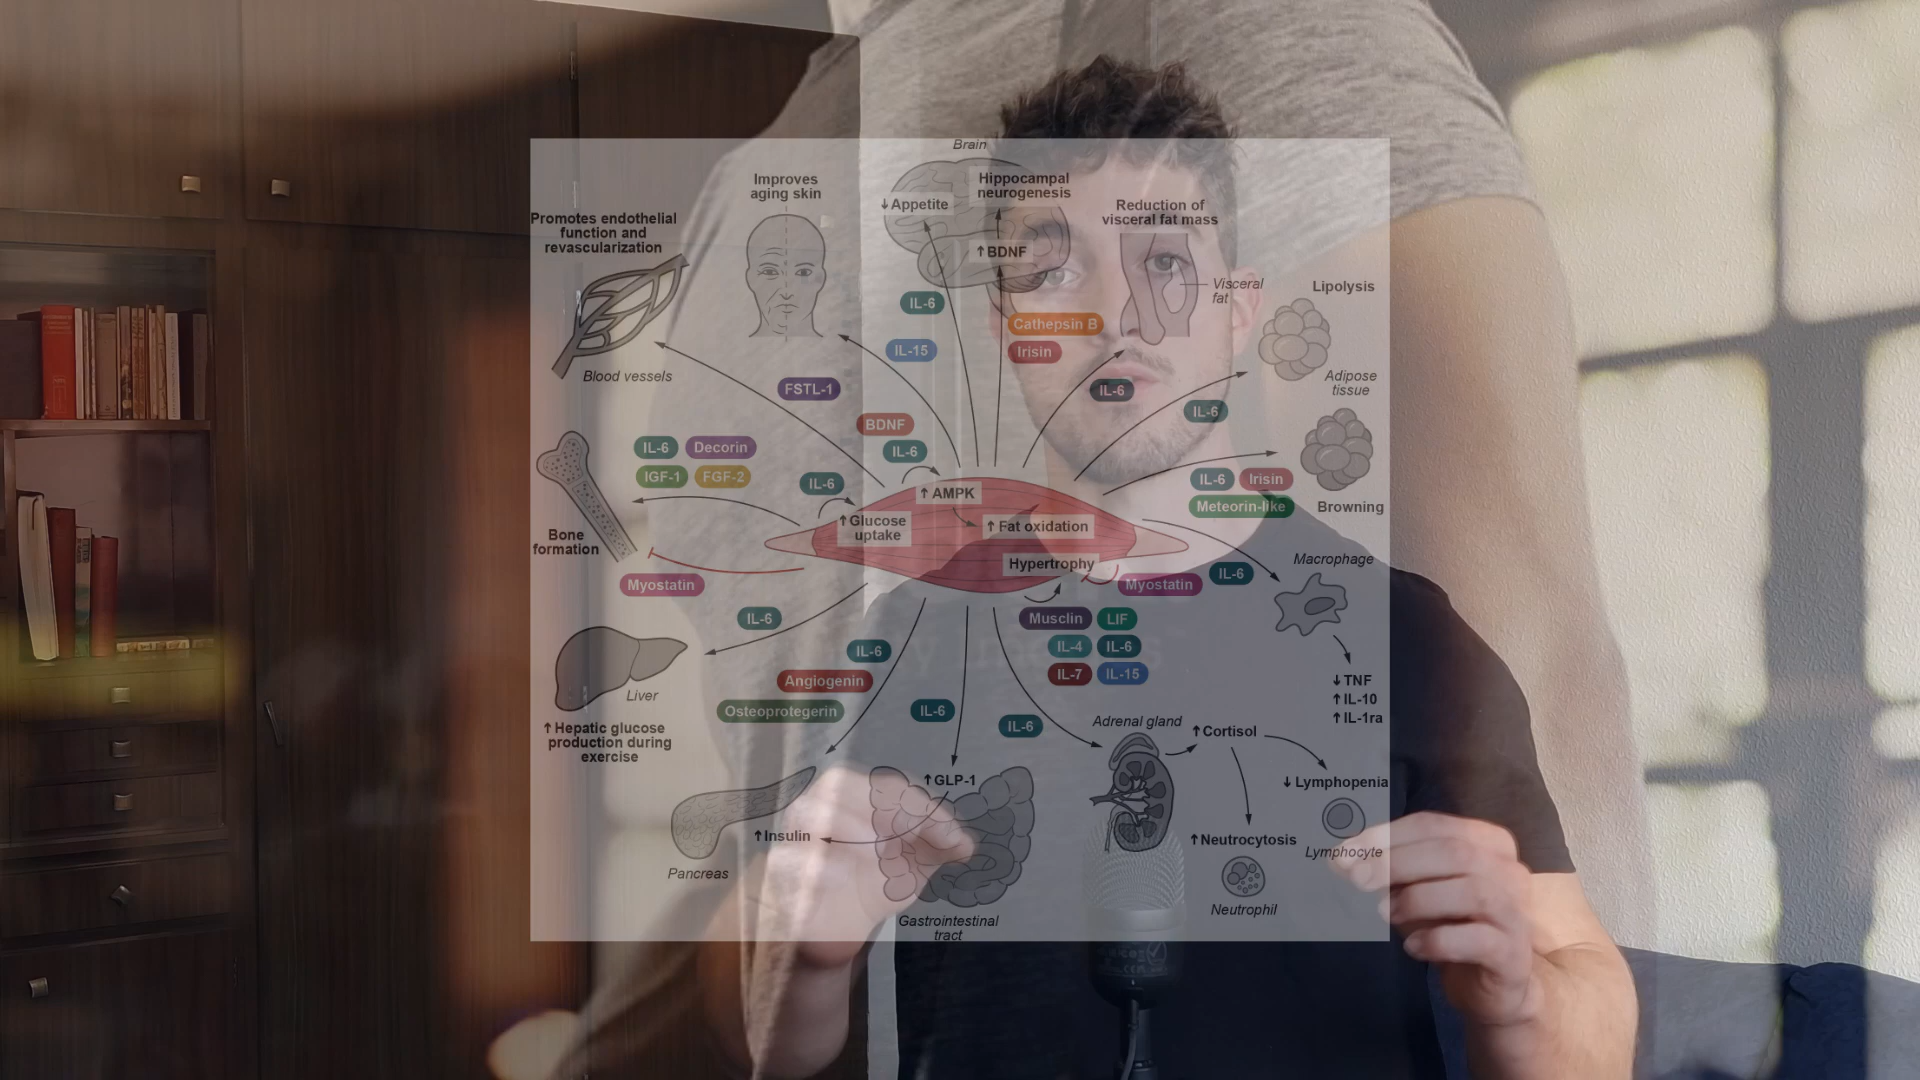 Brain
Improves
aging skin
Hippocampal
neurogenesis
↓ Appetite
Reduction of
visceral fat mass
Promotes endothelial
function and
revascularization
↑ BDNF
Visceral
fat
Lipolysis
IL-6
Cathepsin B
IL-15
Irisin
Blood vessels
FSTL-1
IL-6
Adipose
tissue
IL-6
BDNF
IL-6
IL-6
Decorin
IGF-1
FGF-2
IL-6
IL-6
Irisin
Meteorin-like
Browning
↑ AMPK
↑ Glucose
uptake
↑ Fat oxidation
Hypertrophy
Bone
formation
Myostatin
Myostatin
IL-6
Macrophage
IL-6
Musclin
LIF
IL-4
IL-6
IL-7
IL-15
IL-6
Angiogenin
Osteoprotegerin
Liver
↑ Hepatic glucose
production during
exercise
IL-6
IL-6
↓ TNF
↑ IL-10
↑ IL-1ra
Adrenal gland
↑ Cortisol
↑ GLP-1
↓ Lymphopenia
↑ Insulin
↑ Neutrocytosis
Lymphocyte
Pancreas
Gastrointestinal
tract
Neutrophil